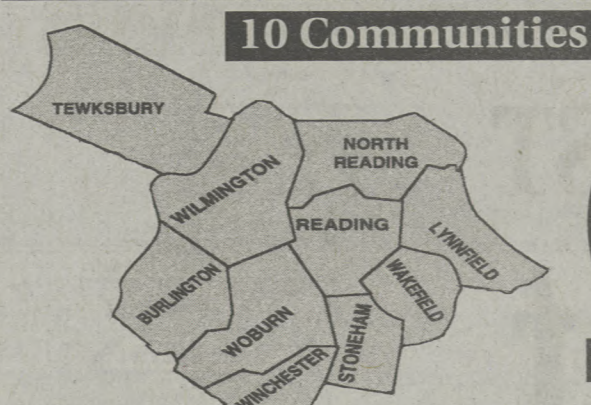 10 Communities
TEWKSBURY
NORTH
READING
WILMINGTON
READING
LYNNFIELD
WAKEFIELD
BURLINGTON
WOBURN
STONEHAM
WINCHESTER